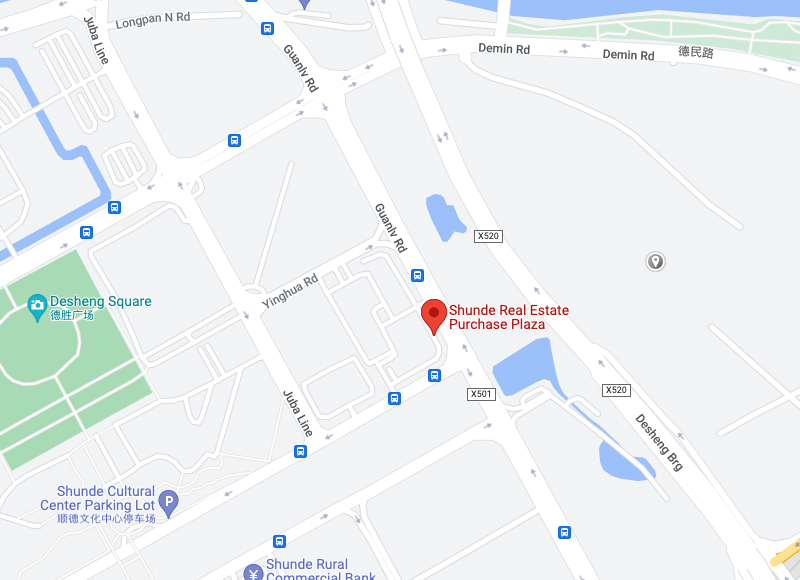 Longpan N Rd
Juba Line
Guanlv Rd
Demin Rd
Demin Rd
德民路
Guanlv Rd
X520
Yinghua Rd
Desheng Square
德胜广场
Shunde Real Estate
Purchase Plaza
X501
X520
Juba Line
Desheng Brg
Shunde Cultural
Center Parking Lot
顺德文化中心停车场
P
¥
Shunde Rural
Commercial Bank